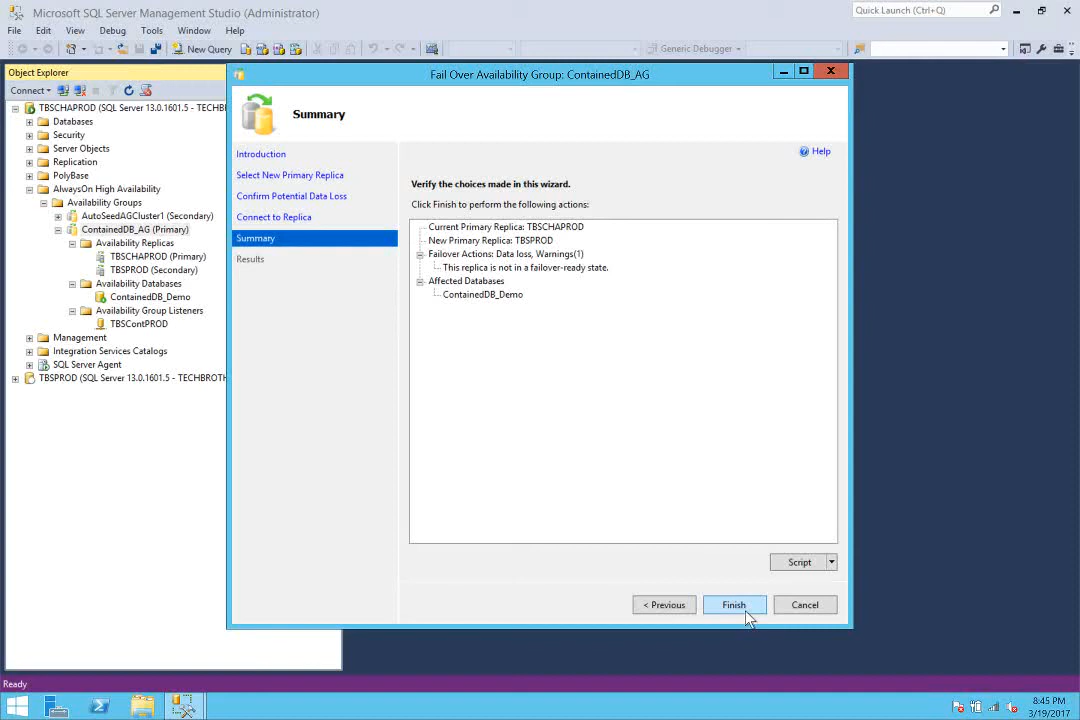 Microsoft SQL Server Management Studio (Administrator)
Quick Launch (Ctrl+Q)
File Edit View Debug Tools Window Help
New Query
Generic Debugger
Object Explorer
Connect
TBSCHAPROD (SQL Server 13.0.1601.5 - TECHBR
Databases
Security
Server Objects
Replication
PolyBase
AlwaysOn High Availability
Availability Groups
AutoSeedAGCluster1 (Secondary)
ContainedDB_AG (Primary)
Availability Replicas
TBSCHAPROD (Primary)
TBSPROD (Secondary)
Availability Databases
ContainedDB_Demo
Availability Group Listeners
TBSContPROD
Management
Integration Services Catalogs
SQL Server Agent
TBSPROD (SQL Server 13.0.1601.5 - TECHBROTH
Fail Over Availability Group: ContainedDB_AG
Summary
Introduction
Select New Primary Replica
Confirm Potential Data Loss
Connect to Replica
Summary
Results
Help
Verify the choices made in this wizard.
Click Finish to perform the following actions:
Current Primary Replica: TBSCHAPROD
New Primary Replica: TBSPROD
Failover Actions: Data loss, Warnings(1)
This replica is not in a failover-ready state.
Affected Databases
ContainedDB_Demo
Script
< Previous
Finish
Cancel
Ready
8:45 PM
3/19/2017